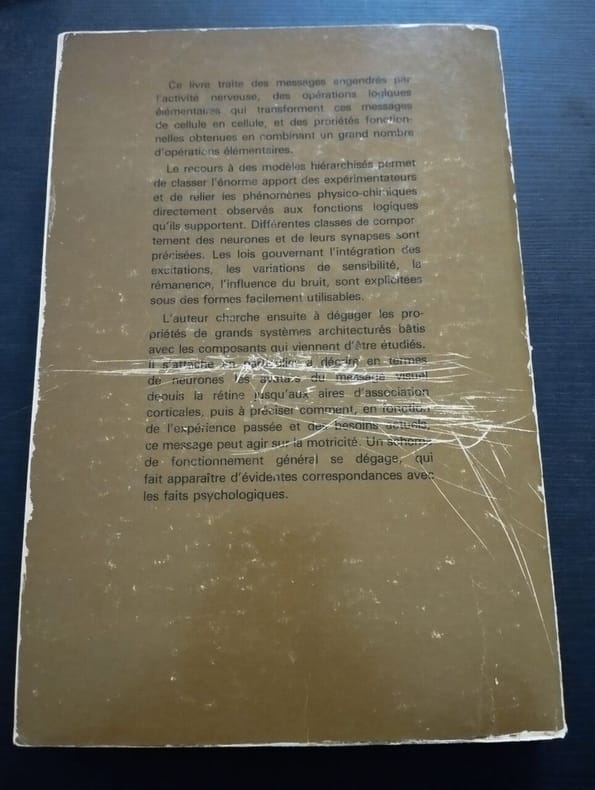 Ce livre traite des messages engendrés par
l'activité nerveuse, des opérations logiques
élémentaires qui transforment ces messages
de cellule en cellule, et des propriétés fonction-
nelles obtenues en combinant un grand nombre
d'opérations élémentaires.
Le recours à des modèles hiérarchisés permet
de classer l'énorme apport des expérimentateurs
et de relier les phénomènes physico-chimiques
directement observés aux fonctions logiques
qu'ils supportent. Différentes classes de compor-
tement des neurones et de leurs synapses sont
précisées. Les lois gouvernant l'intégration des
excitations, les variations de sensibilité, la
rémanence, l'influence du bruit, sont explicitées
sous des formes facilement utilisables.
L'auteur cherche ensuite à dégager les pro-
priétés de grands systèmes architecturés bâtis
avec les composants qui viennent d'être étudiés.
Il s'attache en particulier à décrire en termes
de neurones les avatars du message visuel
depuis la rétine jusqu'aux aires d'association
corticales, puis à préciser comment, en fonction
de l'expérience passée et des besoins actuels,
ce message peut agir sur la motricité. Un schéma
de fonctionnement général se dégage, qui
fait apparaître d'évidentes correspondances avec
les faits psychologiques.